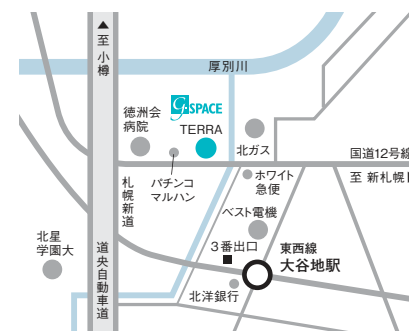 ▲至小樽
厚別川
G-SPACE
徳洲会
病院
TERRA
北ガス
国道12号線
至 新札幌
札幌新道
パチンコ
マルハン
ホワイト
急便
ベスト電機
北星
学園大
道央自動車道
3番出口
東西線
大谷地駅
北洋銀行